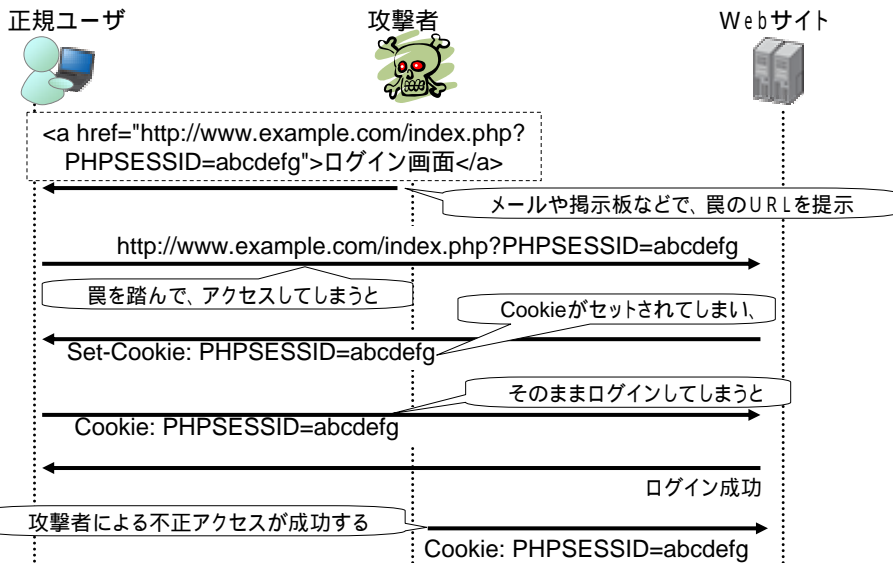 正規ユーザ
攻撃者
Webサイト
<a href="http://www.example.com/index.php?
PHPSESSID=abcdefg">ログイン画面</a>
メールや掲示板などで、罠のURLを提示
http://www.example.com/index.php?PHPSESSID=abcdefg
罠を踏んで、アクセスしてしまうと
Cookieがセットされてしまい、
Set-Cookie: PHPSESSID=abcdefg
そのままログインしてしまうと
Cookie: PHPSESSID=abcdefg
ログイン成功
攻撃者による不正アクセスが成功する
Cookie: PHPSESSID=abcdefg